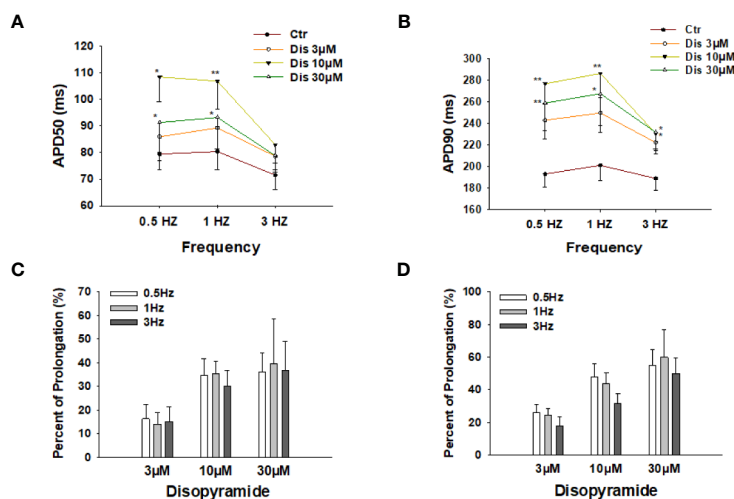 A
Ctr
Dis 3µM
Dis 10µM
Dis 30µM
APD50 (ms)
120
110
100
90
80
70
60
*
**
*
*
0.5 HZ 1 HZ 3 HZ
Frequency
B
Ctr
Dis 3µM
Dis 10µM
Dis 30µM
APD90 (ms)
300
280
260
240
220
200
180
160
**
**
**
*
*
*
0.5 HZ 1 HZ 3 HZ
Frequency
C
0.5Hz
1Hz
3Hz
Percent of Prolongation (%)
70
60
50
40
30
20
10
0
3µM 10µM 30µM
Disopyramide
D
0.5Hz
1Hz
3Hz
Percent of Prolongation (%)
100
80
60
40
20
0
3µM 10µM 30µM
Disopyramide